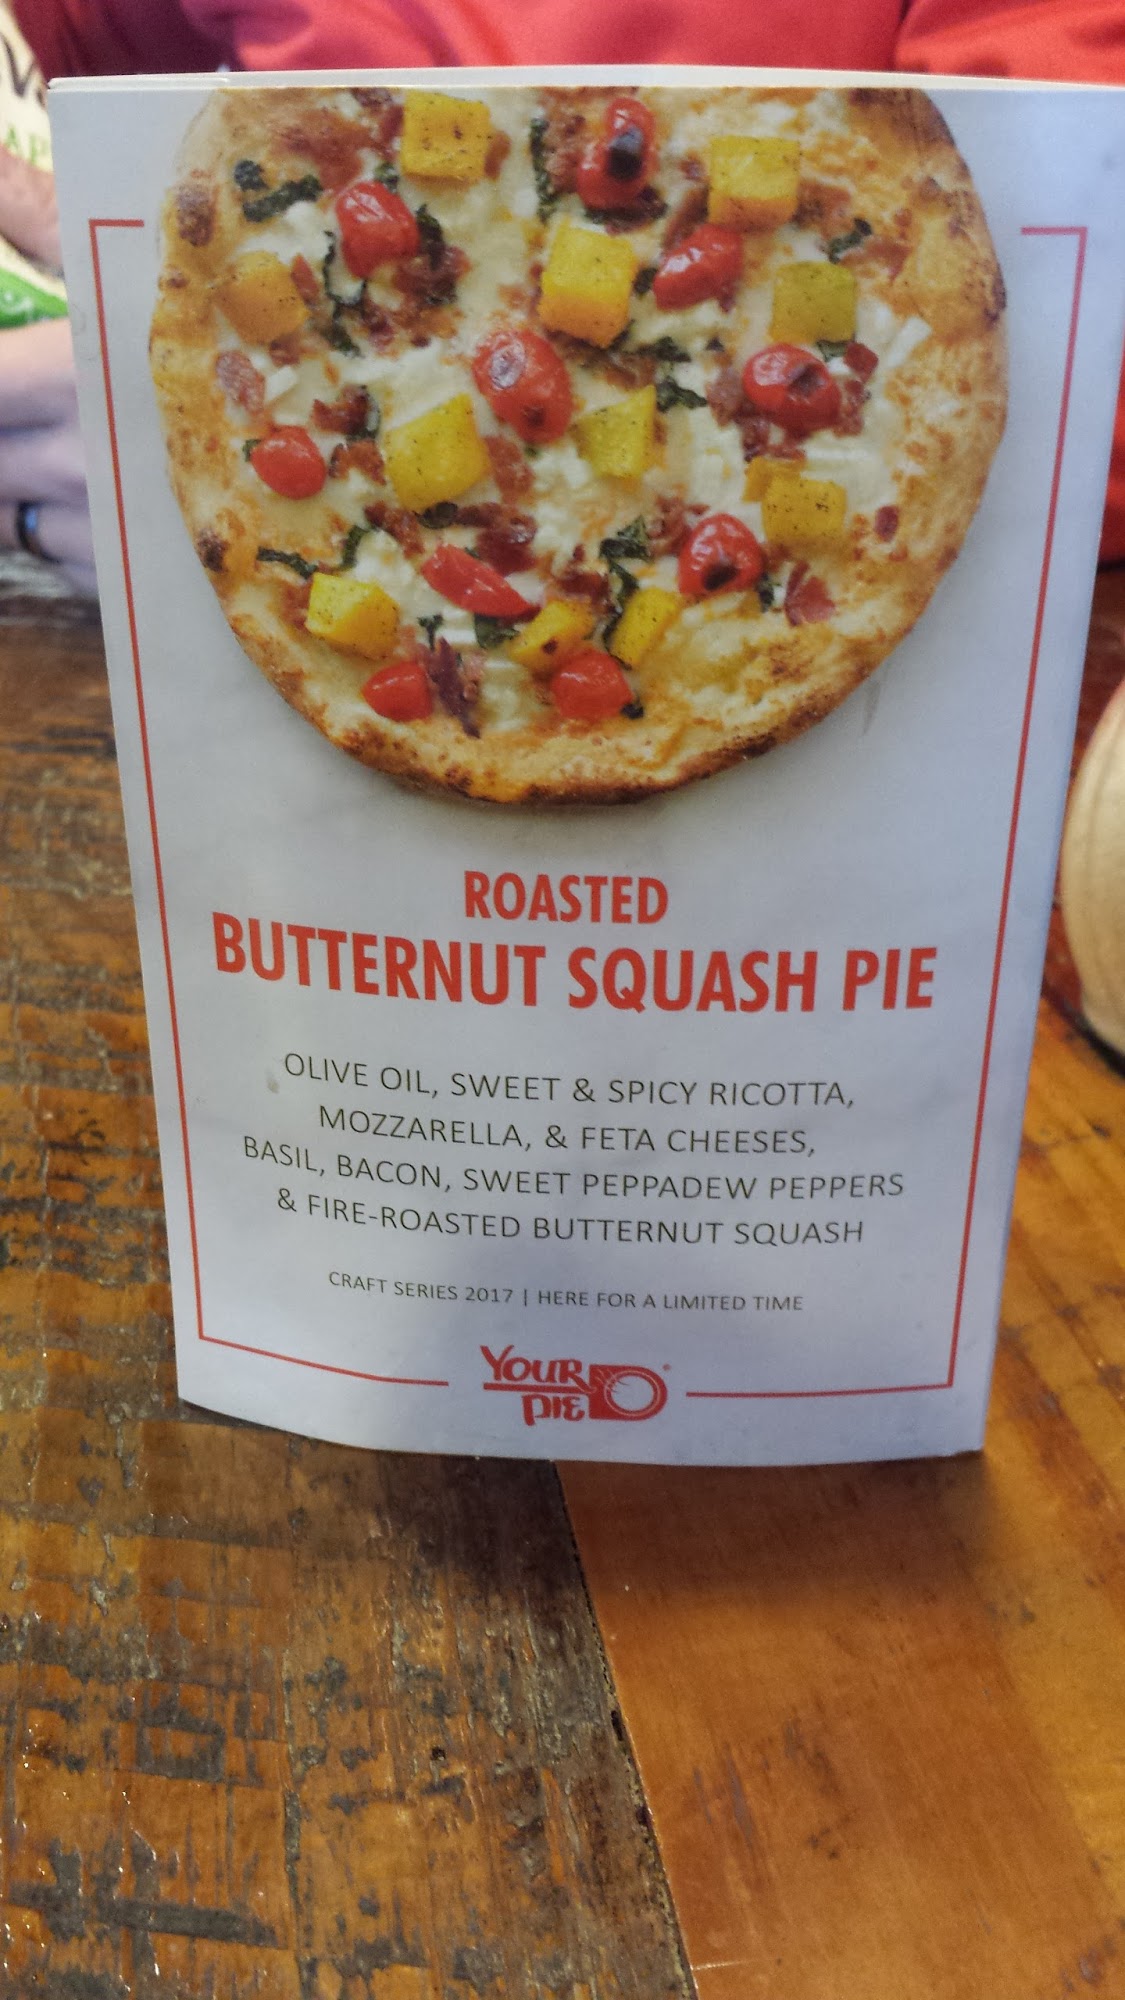 ROASTED
BUTTERNUT SQUASH PIE
OLIVE OIL, SWEET & SPICY RICOTTA,
MOZZARELLA, & FETA CHEESES,
BASIL, BACON, SWEET PEPPADEW PEPPERS
& FIRE-ROASTED BUTTERNUT SQUASH
CRAFT SERIES 2017 | HERE FOR A LIMITED TIME
YOUR
PIE